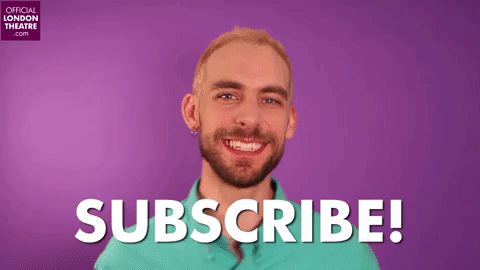 OFFICIAL
LONDON
THEATRE
.com
SUBSCRIBE!